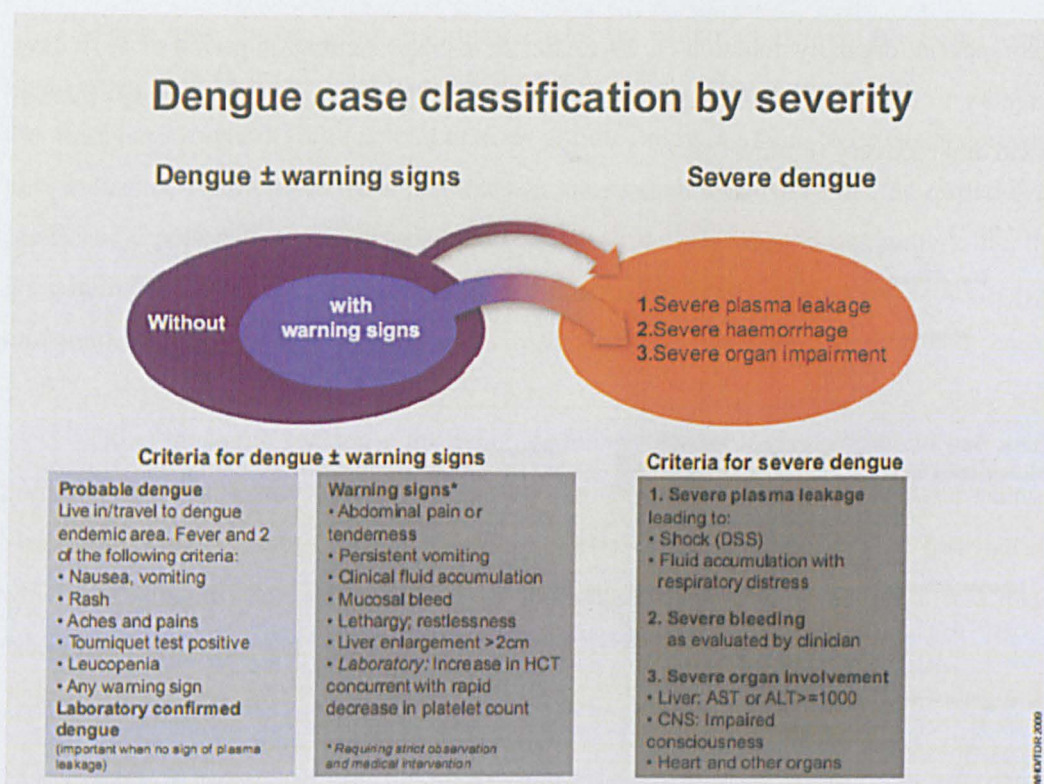 Dengue case classification by severity
Dengue ± warning signs
Severe dengue
Without
with
warning signs
1.Severe plasma leakage
2.Severe haemorrhage
3.Severe organ impairment
Criteria for dengue ± warning signs
Probable dengue
Live in/travel to dengue
endemic area. Fever and 2
of the following criteria:
• Nausea, vomiting
• Rash
• Aches and pains
• Tourniquet test positive
• Leucopenia
• Any warning sign
Laboratory confirmed
dengue
(important when no sign of plasma
leakage)
Warning signs*
• Abdominal pain or
tenderness
• Persistent vomiting
• Clinical fluid accumulation
• Mucosal bleed
• Lethargy; restlessness
• Liver enlargement >2cm
• Laboratory: Increase in HCT
concurrent with rapid
decrease in platelet count
* Requiring strict observation
and medical intervention
Criteria for severe dengue
1. Severe plasma leakage
leading to:
• Shock (DSS)
• Fluid accumulation with
respiratory distress
2. Severe bleeding
as evaluated by clinician
3. Severe organ involvement
• Liver: AST or ALT>=1000
• CNS: Impaired
consciousness
• Heart and other organs
WHO/TDR 2009